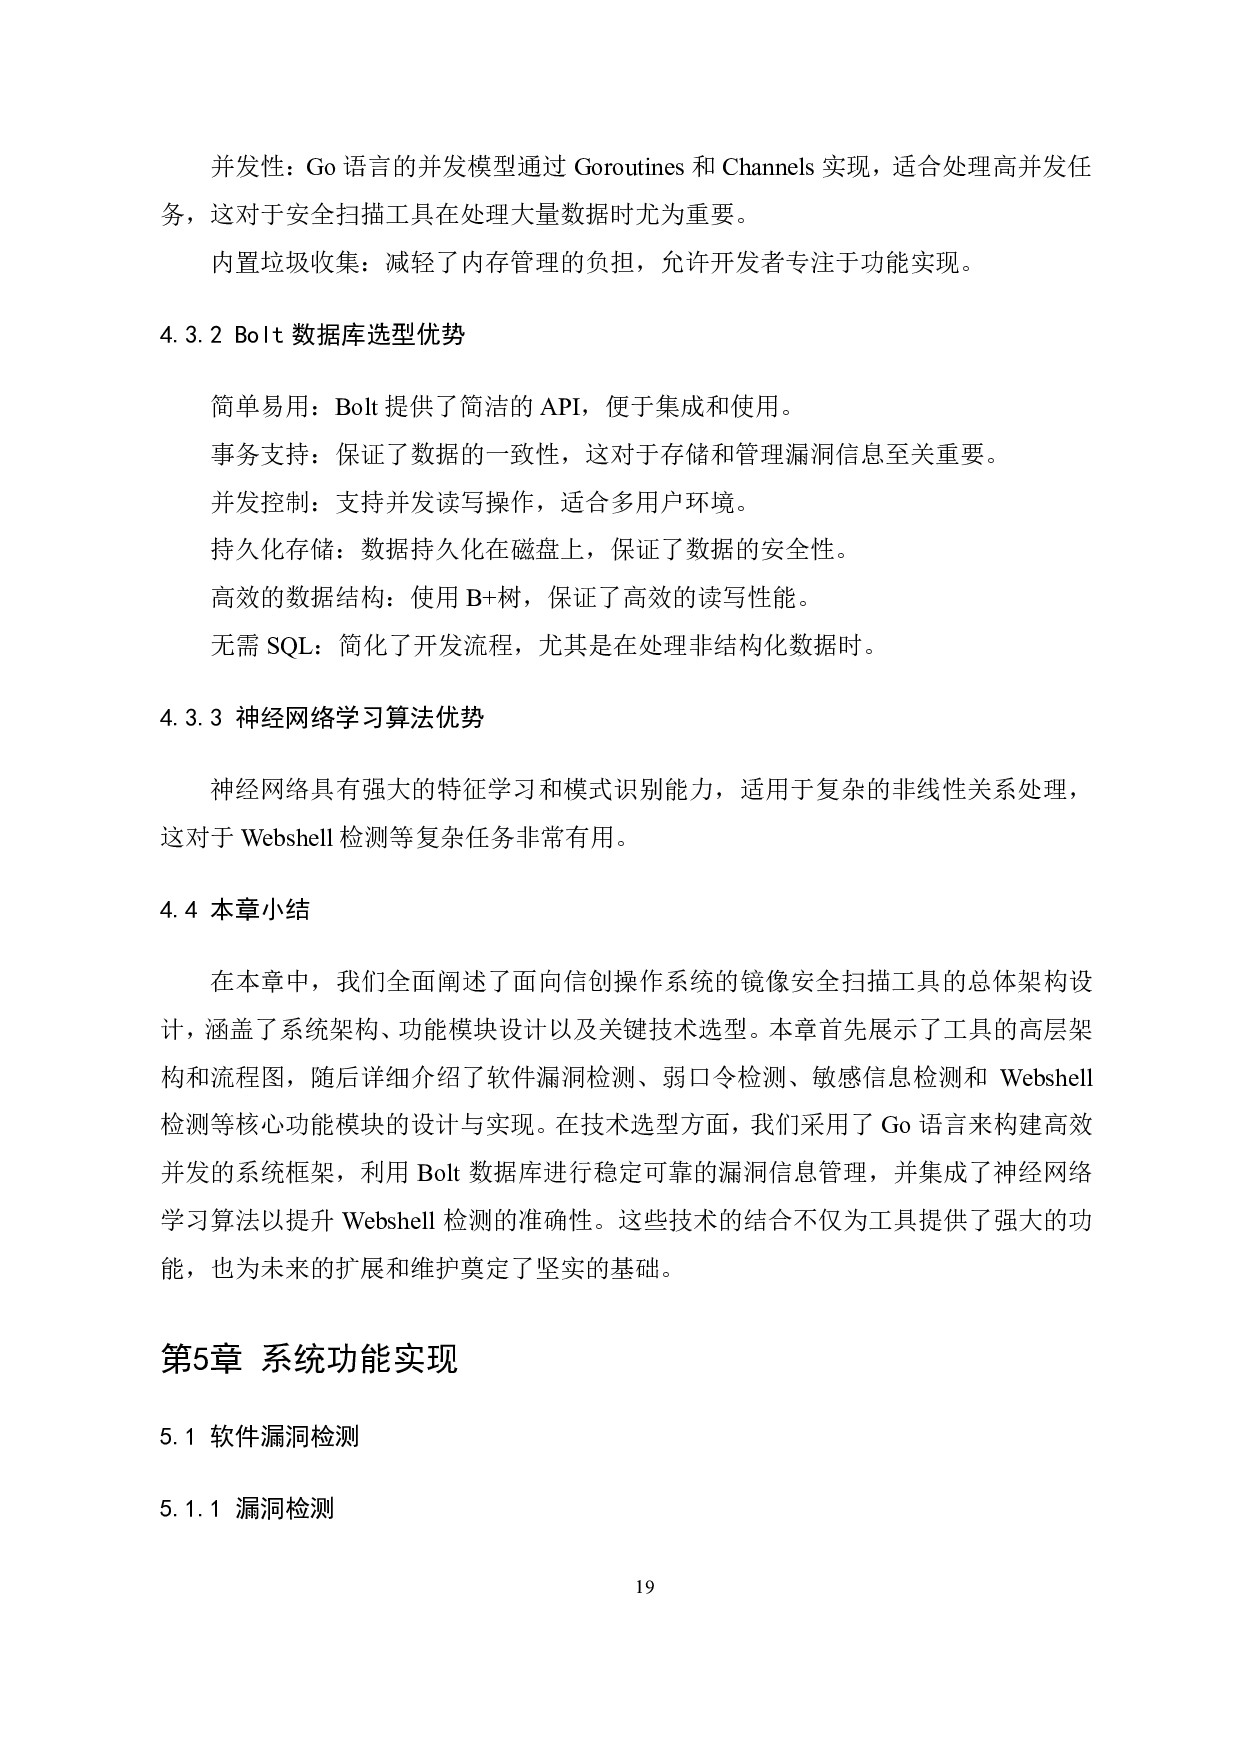 并发性：Go 语言的并发模型通过 Goroutines 和 Channels 实现，适合处理高并发任
务，这对于安全扫描工具在处理大量数据时尤为重要。
内置垃圾收集：减轻了内存管理的负担，允许开发者专注于功能实现。
4.3.2 Bolt 数据库选型优势
简单易用：Bolt 提供了简洁的 API，便于集成和使用。
事务支持：保证了数据的一致性，这对于存储和管理漏洞信息至关重要。
并发控制：支持并发读写操作，适合多用户环境。
持久化存储：数据持久化在磁盘上，保证了数据的安全性。
高效的数据结构：使用 B+树，保证了高效的读写性能。
无需 SQL：简化了开发流程，尤其是在处理非结构化数据时。
4.3.3 神经网络学习算法优势
神经网络具有强大的特征学习和模式识别能力，适用于复杂的非线性关系处理，
这对于 Webshell 检测等复杂任务非常有用。
4.4 本章小结
在本章中，我们全面阐述了面向信创操作系统的镜像安全扫描工具的总体架构设
计，涵盖了系统架构、功能模块设计以及关键技术选型。本章首先展示了工具的高层架
构和流程图，随后详细介绍了软件漏洞检测、弱口令检测、敏感信息检测和 Webshell
检测等核心功能模块的设计与实现。在技术选型方面，我们采用了 Go 语言来构建高效
并发的系统框架，利用 Bolt 数据库进行稳定可靠的漏洞信息管理，并集成了神经网络
学习算法以提升 Webshell 检测的准确性。这些技术的结合不仅为工具提供了强大的功
能，也为未来的扩展和维护奠定了坚实的基础。
第5章 系统功能实现
5.1 软件漏洞检测
5.1.1 漏洞检测
19